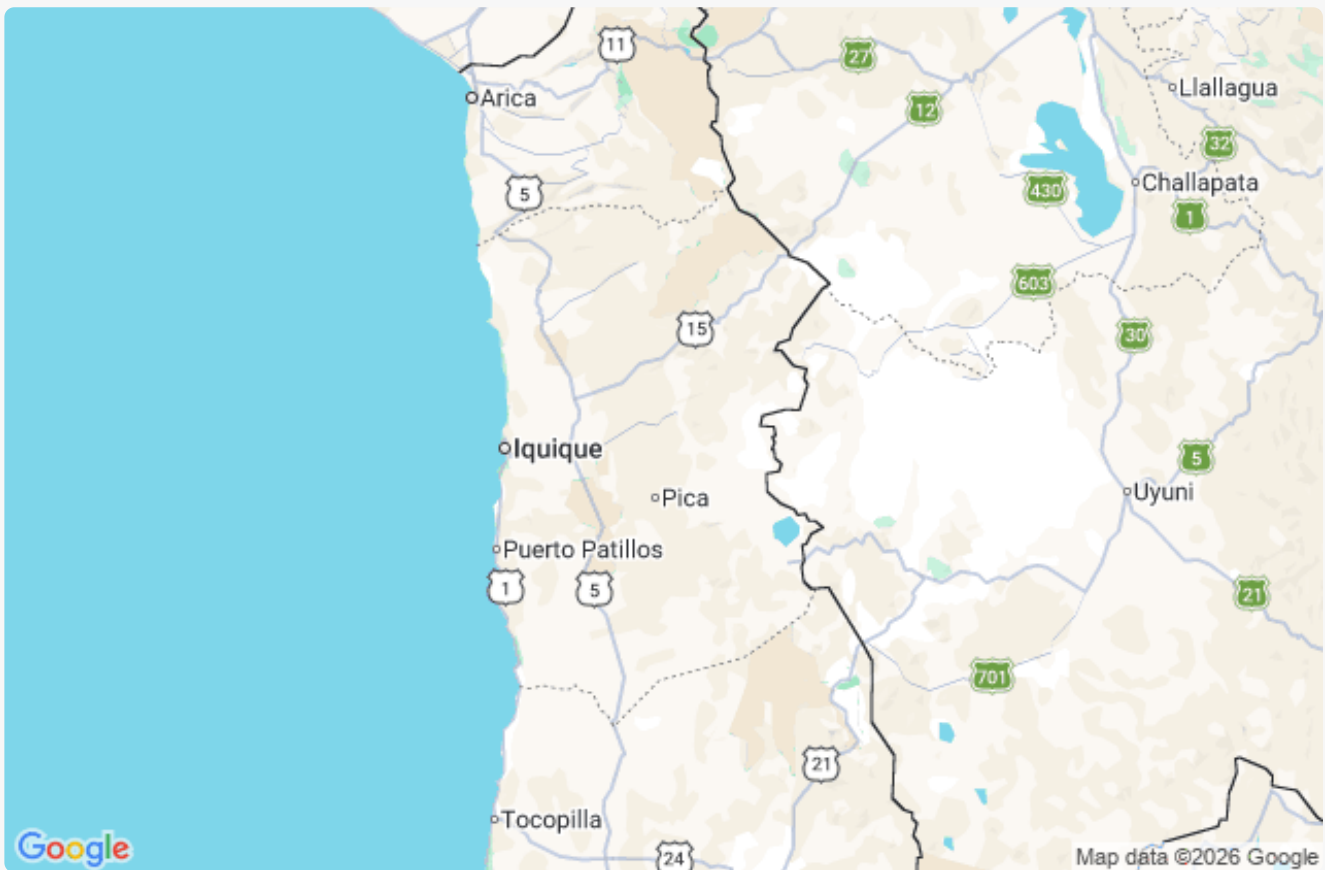 11
27
Llallagua
Arica
12
32
Challapata
430
5
1
603
15
30
Iquique
5
Uyuni
Pica
Puerto Patillos
1
5
21
701
21
Tocopilla
24
Google
Map data ©2026 Google